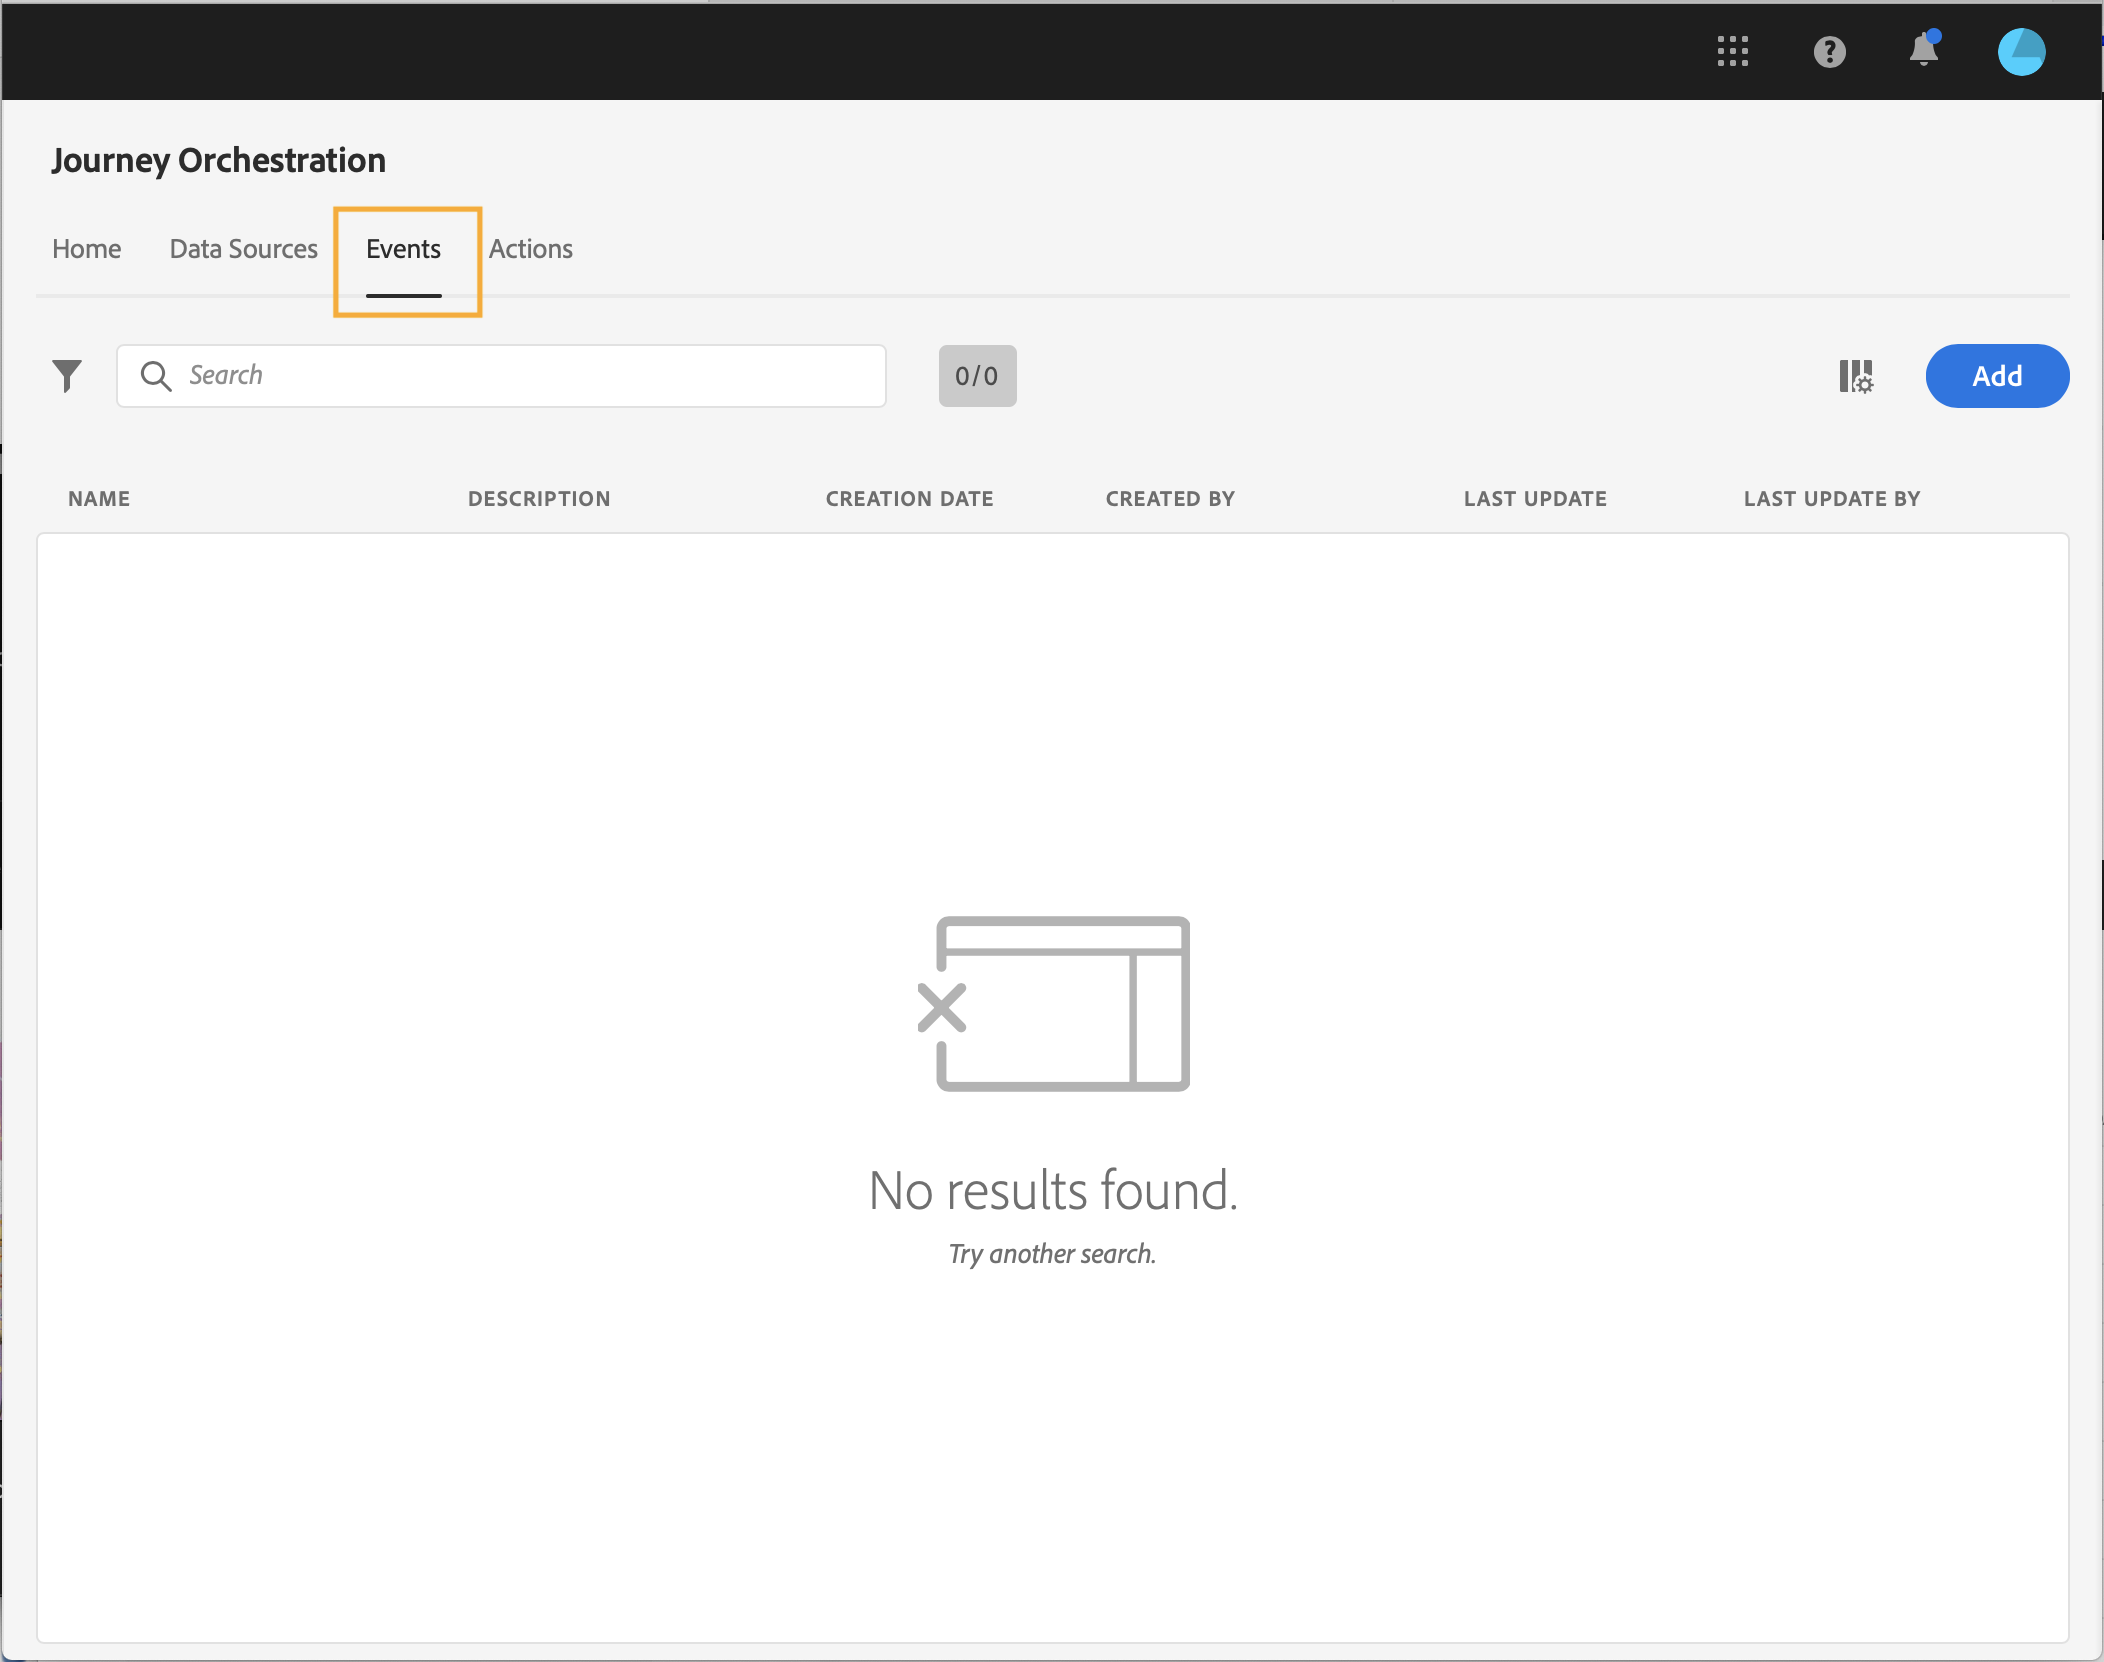 Journey Orchestration
Home Data Sources Events Actions
Search 0/0 Add
NAME DESCRIPTION CREATION DATE CREATED BY LAST UPDATE LAST UPDATE BY
No results found.
Try another search.